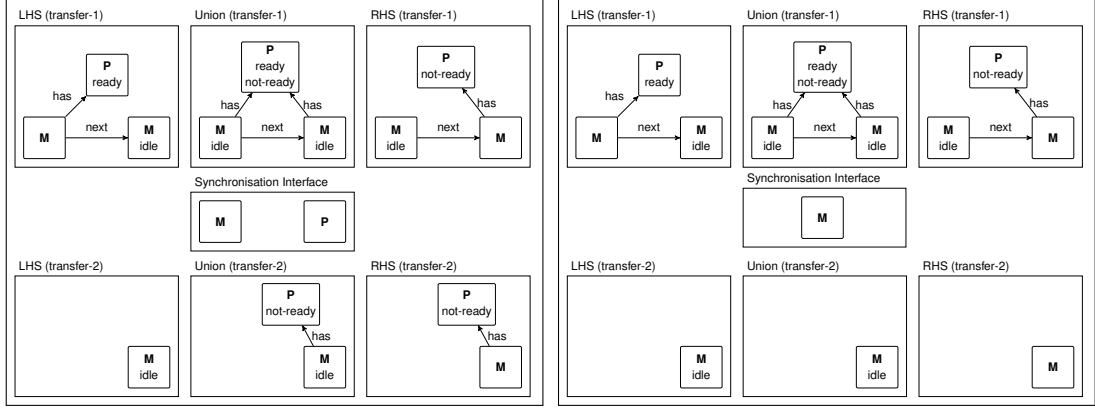 LHS (transfer-1)
Union (transfer-1)
RHS (transfer-1)
P
ready
has
M
next
M
idle
P
ready
not-ready
has
has
M
idle
next
M
idle
P
not-ready
has
M
idle
next
M
Synchronisation Interface
M
P
LHS (transfer-2)
Union (transfer-2)
RHS (transfer-2)
M
idle
P
not-ready
has
M
idle
P
not-ready
has
M
LHS (transfer-1)
Union (transfer-1)
RHS (transfer-1)
P
ready
has
M
next
M
idle
P
ready
not-ready
has
has
M
idle
next
M
idle
P
not-ready
has
M
idle
next
M
Synchronisation Interface
M
LHS (transfer-2)
Union (transfer-2)
RHS (transfer-2)
M
idle
M
idle
M